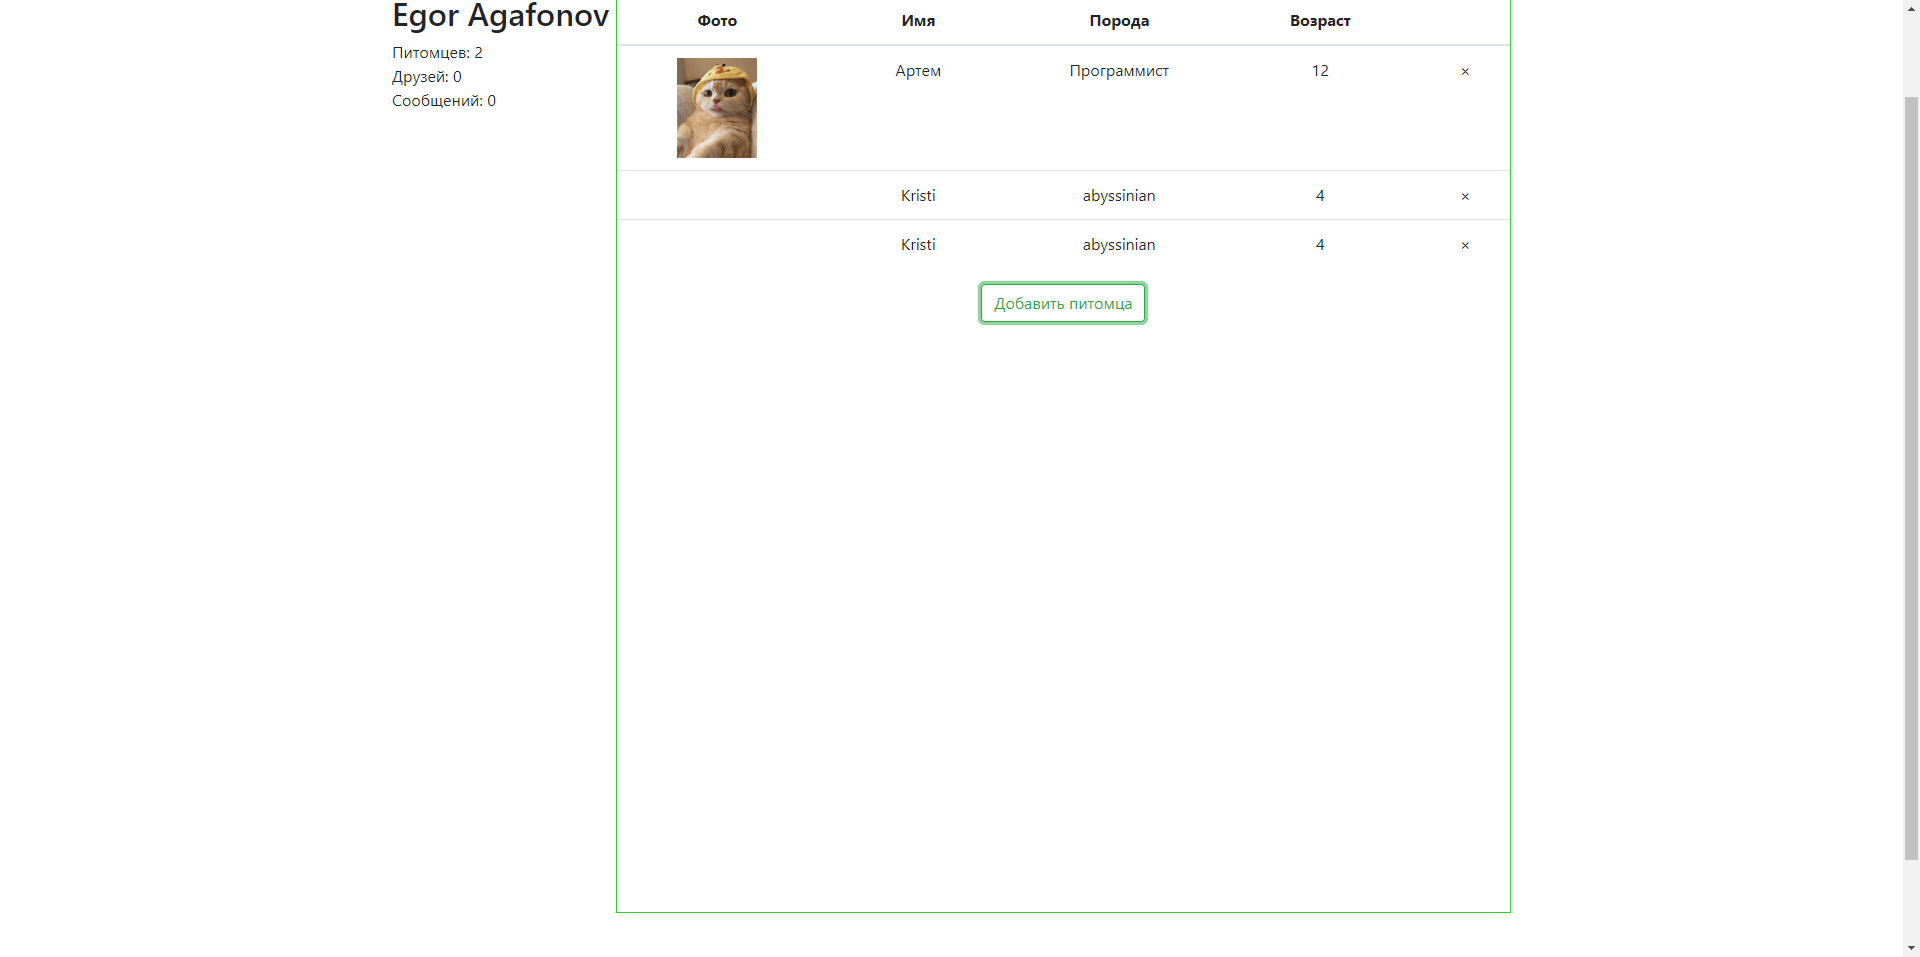 Egor Agafonov
Питомцев: 2
Друзей: 0
Сообщений: 0
Фото Имя Порода Возраст
Артем Программист 12 ×
Kristi abyssinian 4 ×
Kristi abyssinian 4 ×
Добавить питомца